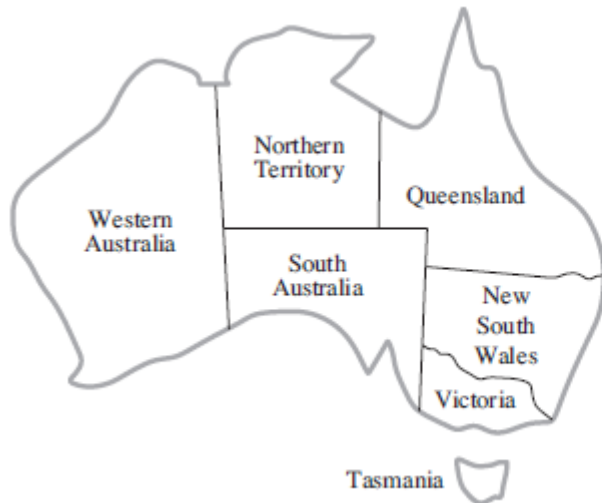 Northern
Territory
Queensland
Western
Australia
South
Australia
New
South
Wales
Victoria
Tasmania